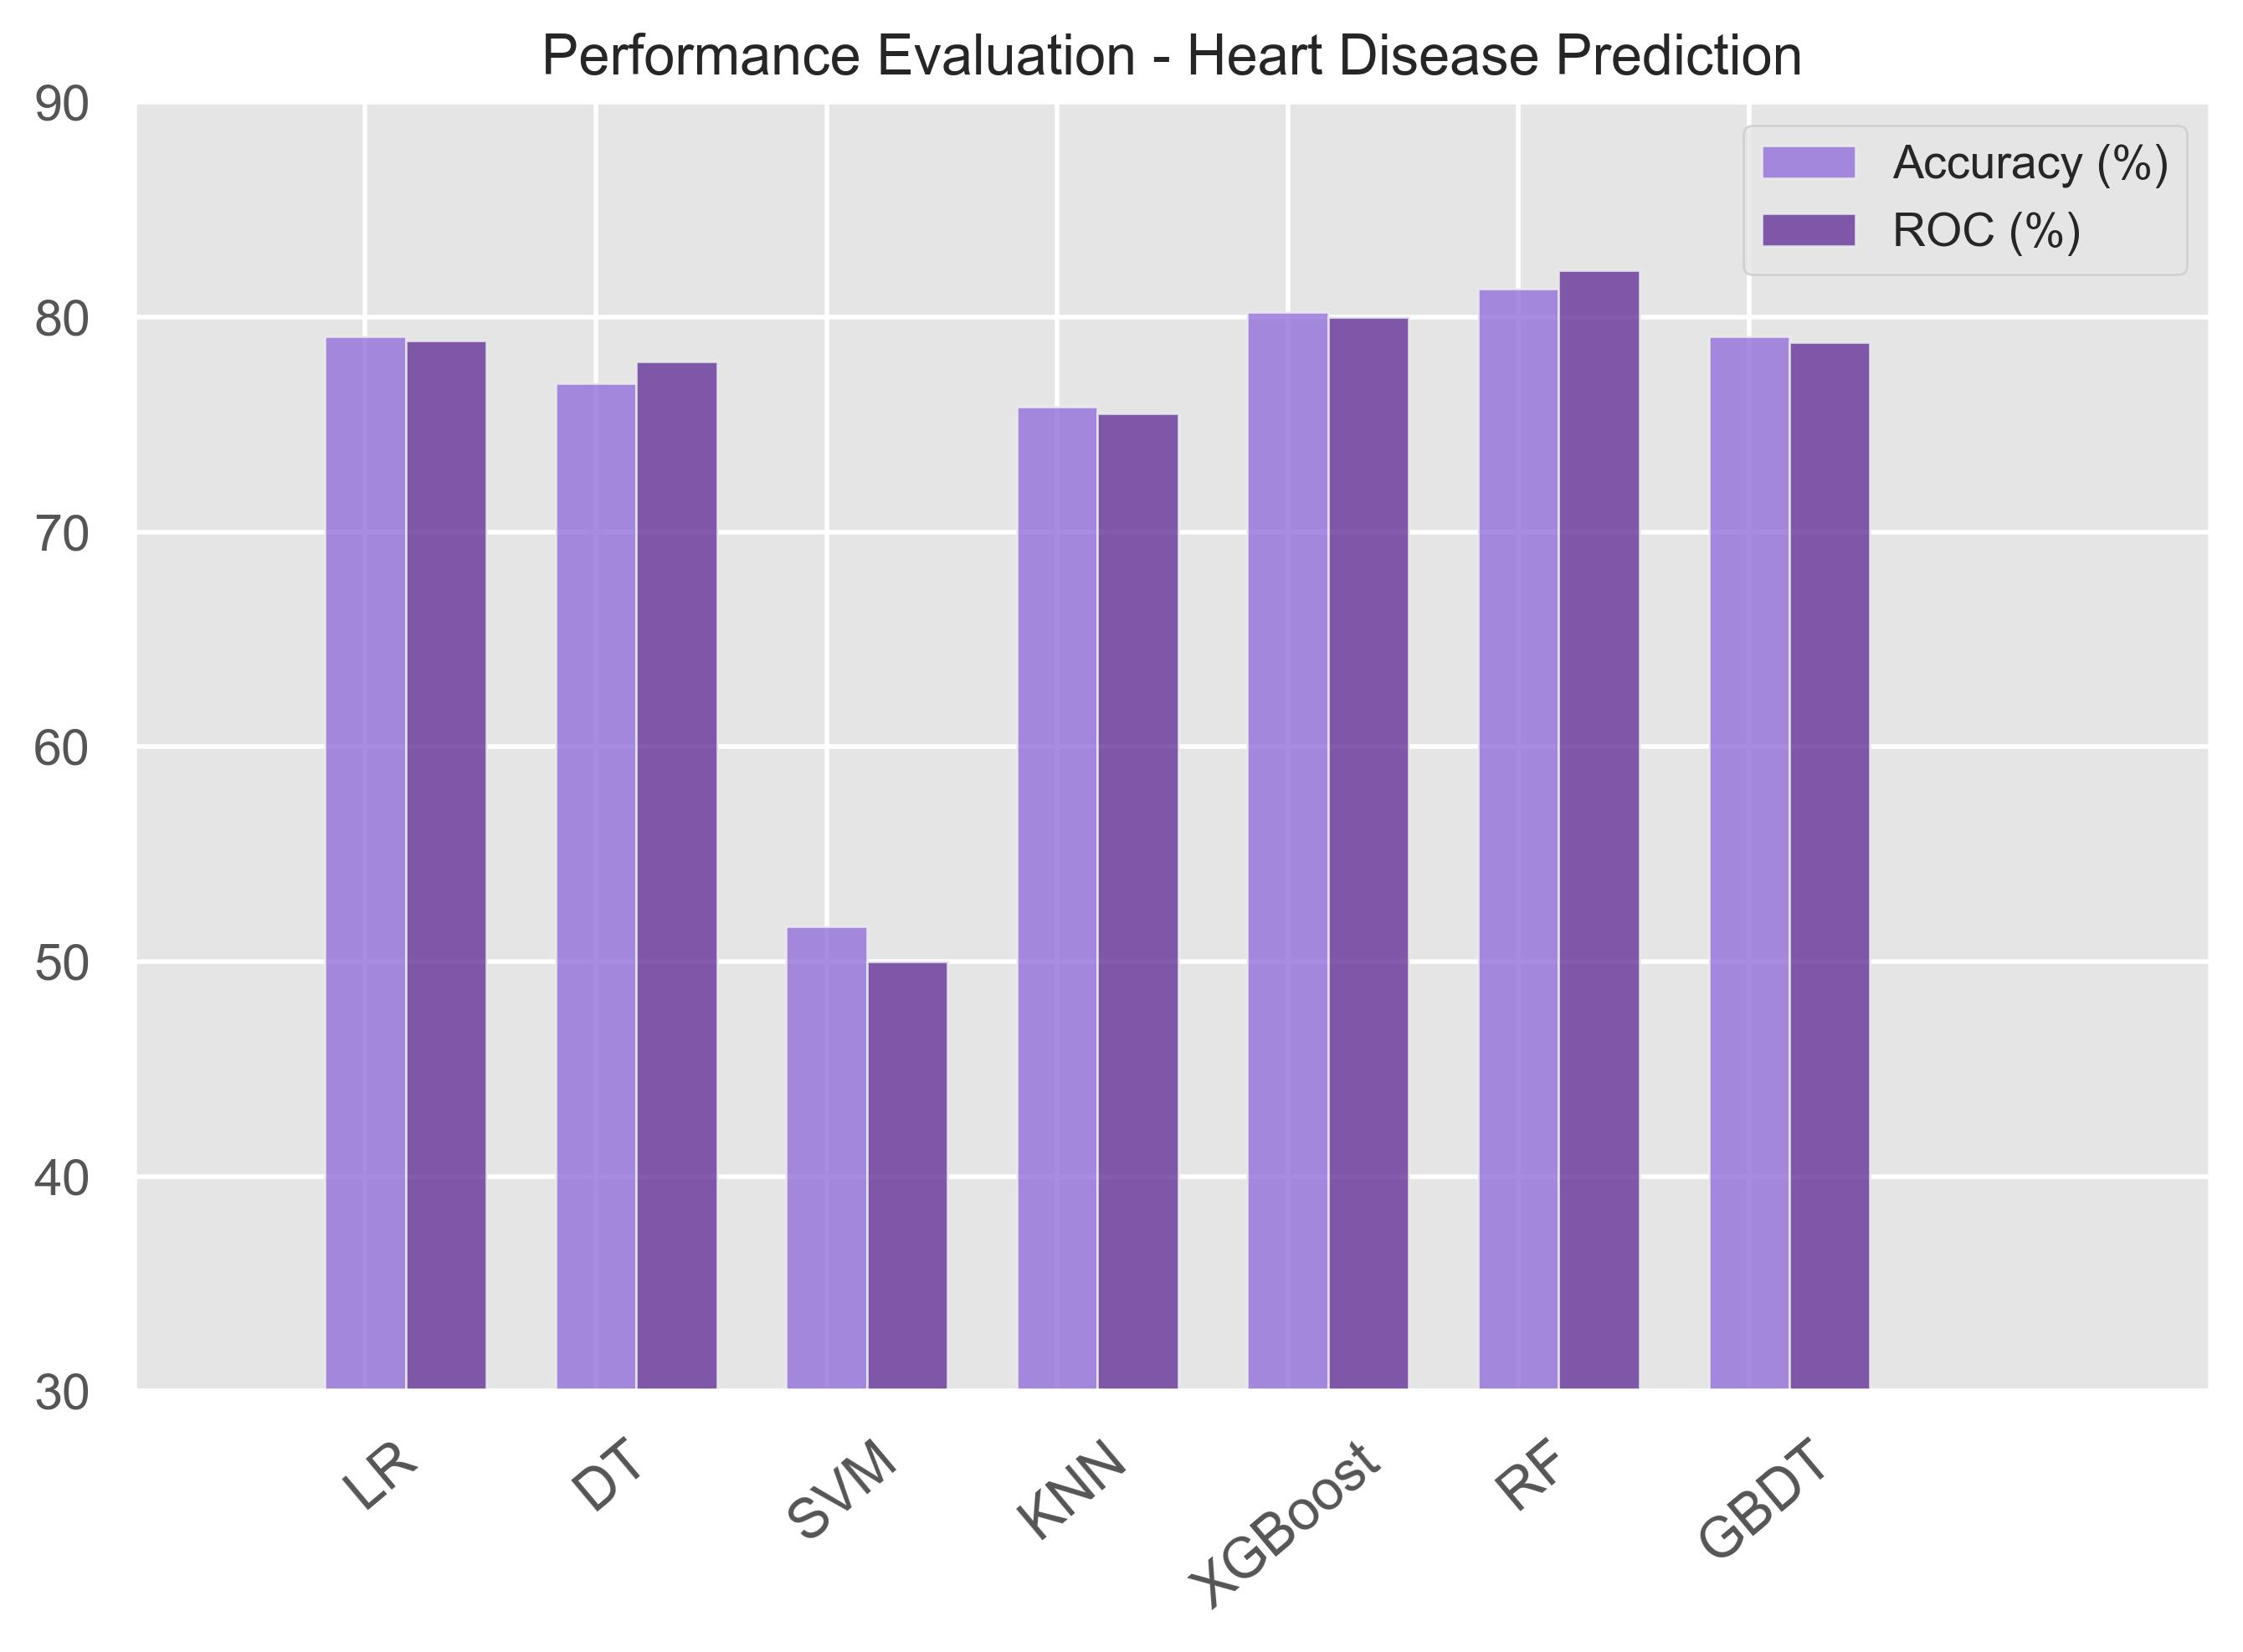 Performance Evaluation - Heart Disease Prediction
Accuracy (%)
ROC (%)
90
80
70
60
50
40
30
LR
DT
SVM
KNN
XGBoost
RF
GBDT